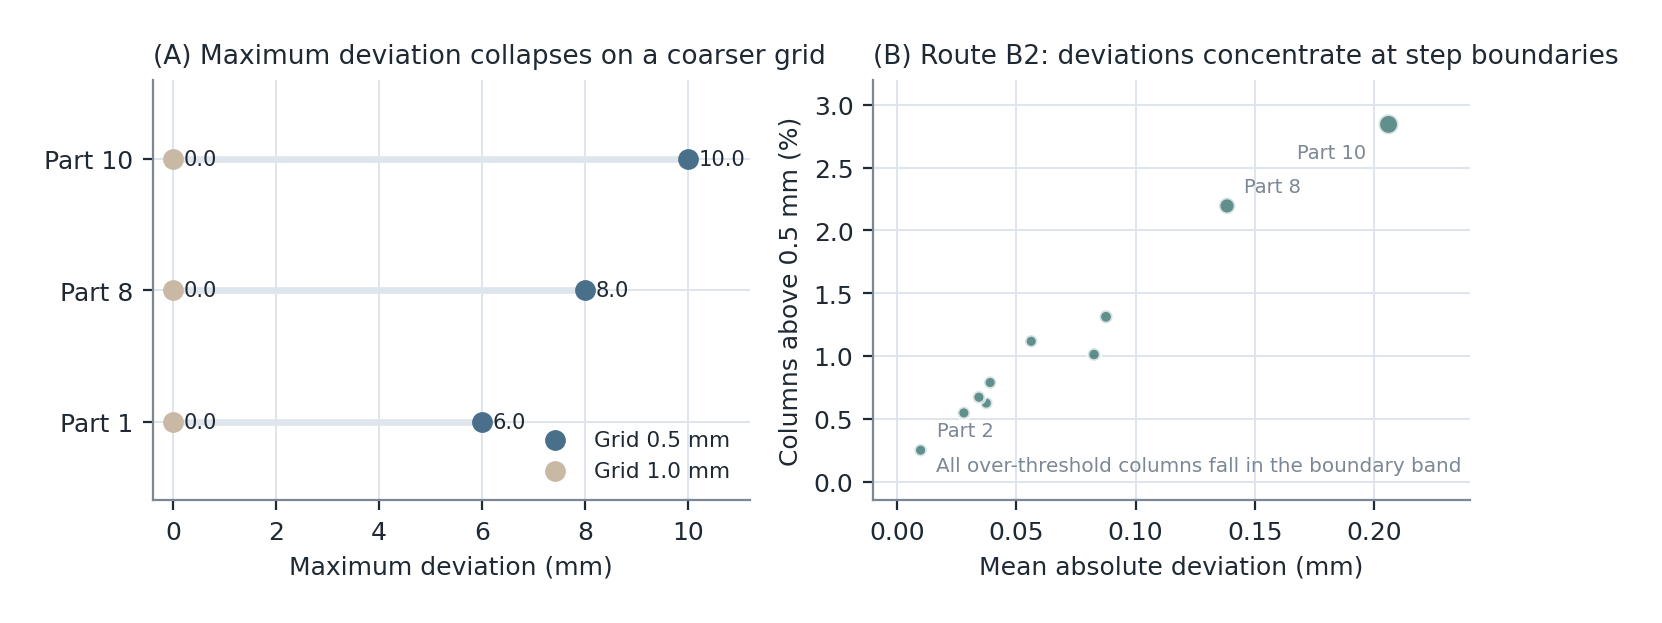 (A) Maximum deviation collapses on a coarser grid
Part 10
0.0
10.0
Part 8
0.0
8.0
Part 1
0.0
6.0
Grid 0.5 mm
Grid 1.0 mm
0 2 4 6 8 10
Maximum deviation (mm)
(B) Route B2: deviations concentrate at step boundaries
Columns above 0.5 mm (%)
3.0
2.5
2.0
1.5
1.0
0.5
0.0
Part 10
Part 8
Part 2
All over-threshold columns fall in the boundary band
0.00 0.05 0.10 0.15 0.20
Mean absolute deviation (mm)